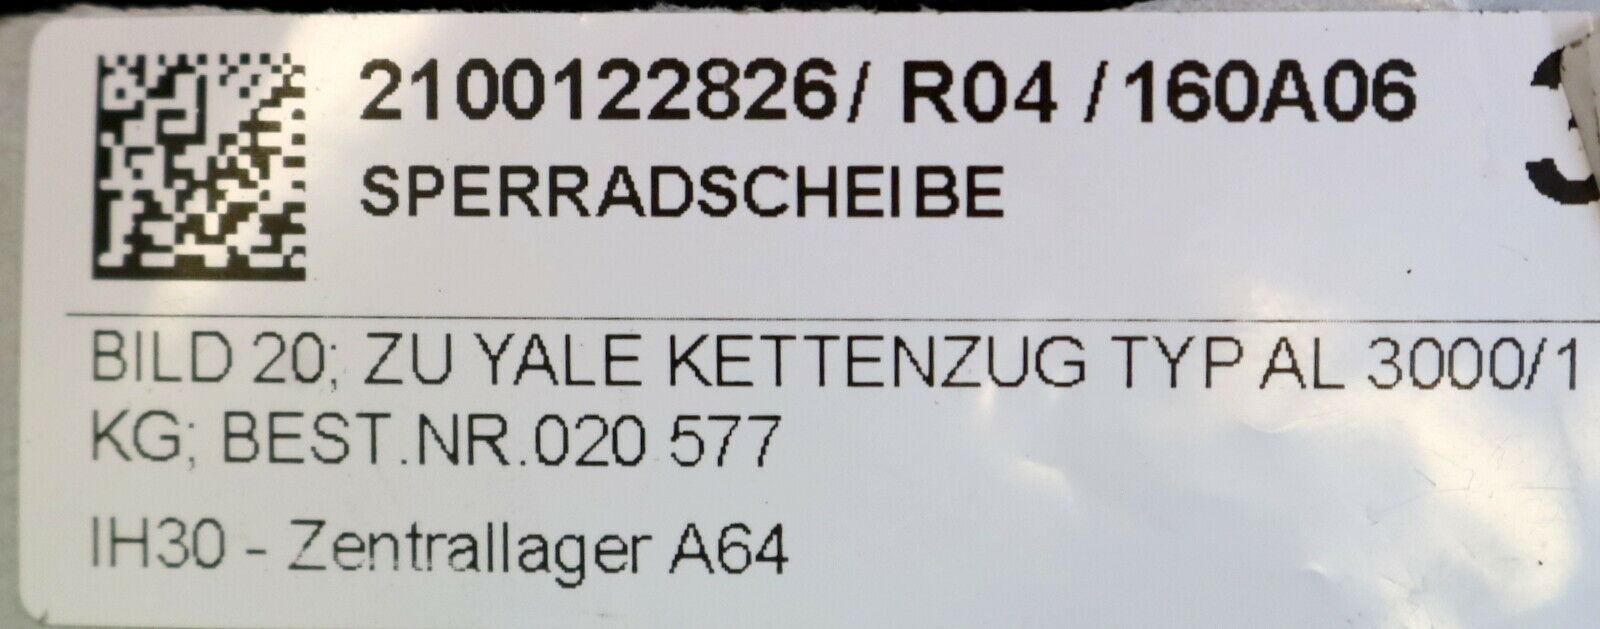 2100122826/ R04 /160A06
SPERRADSCHEIBE
BILD 20; ZU YALE KETTENZUG TYP AL 3000/1
KG; BEST.NR.020 577
IH30 - Zentrallager A64